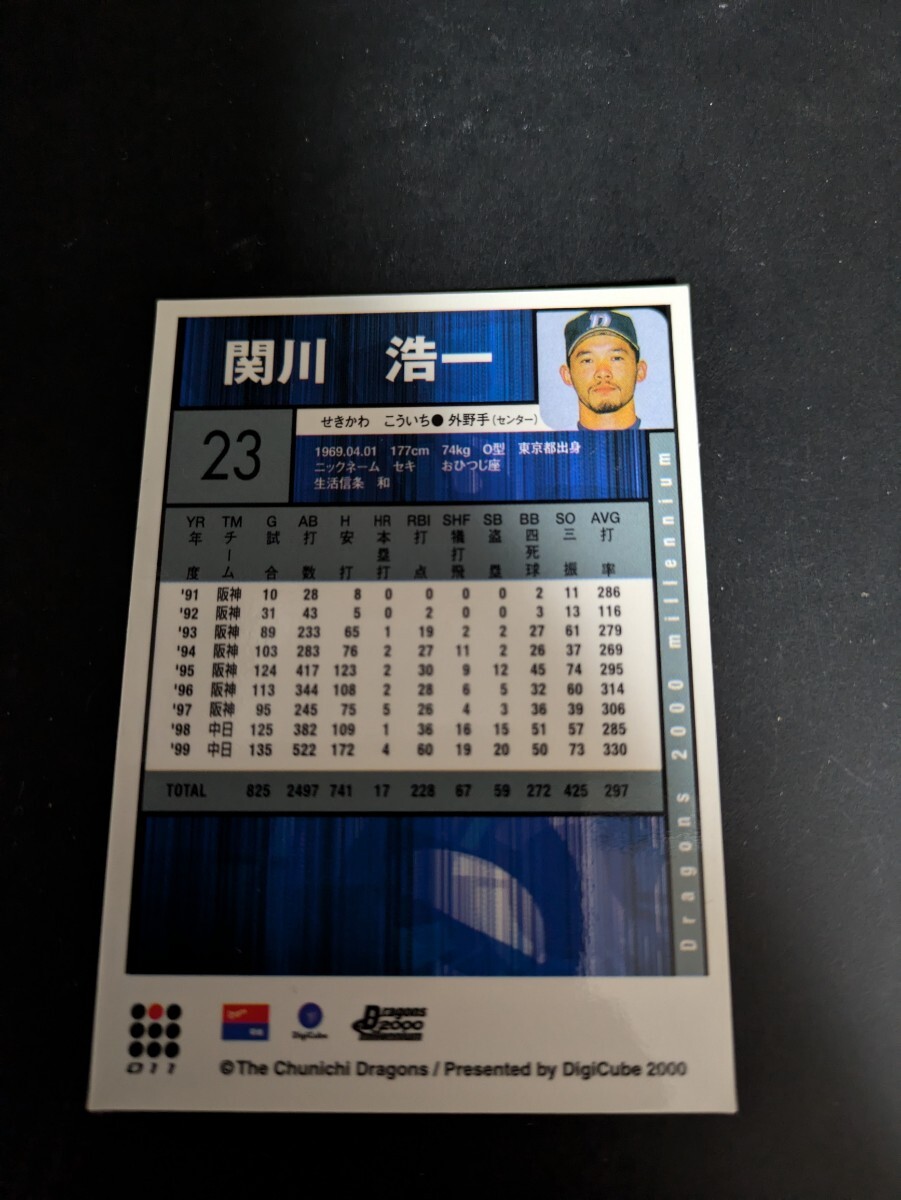 関川 浩一
せきかわ こういち● 外野手(センター)
23
1969.04.01 177cm 74kg O型 東京都出身
ニックネーム セキ おひつじ座
生活信条 和
YR TM G AB H HR RBI SHF SB BB SO AVG
年度 チーム 試合 打数 安打 本塁打 打点 犠打飛 盗塁 四死球 三振 打率
'91 阪神 10 28 8 0 0 0 0 2 11 286
'92 阪神 31 43 5 0 2 0 0 3 13 116
'93 阪神 89 233 65 1 19 2 2 27 61 279
'94 阪神 103 283 76 2 27 11 2 26 37 269
'95 阪神 124 417 123 2 30 9 12 45 74 295
'96 阪神 113 344 108 2 28 6 5 32 60 314
'97 阪神 95 245 75 5 26 4 3 36 39 306
'98 中日 125 382 109 1 36 16 15 51 57 285
'99 中日 135 522 172 4 60 19 20 50 73 330
TOTAL 825 2497 741 17 228 67 59 272 425 297
Dragons 2000 millennium
011
DigiCube
Dragons
2000
millennium
©The Chunichi Dragons / Presented by DigiCube 2000